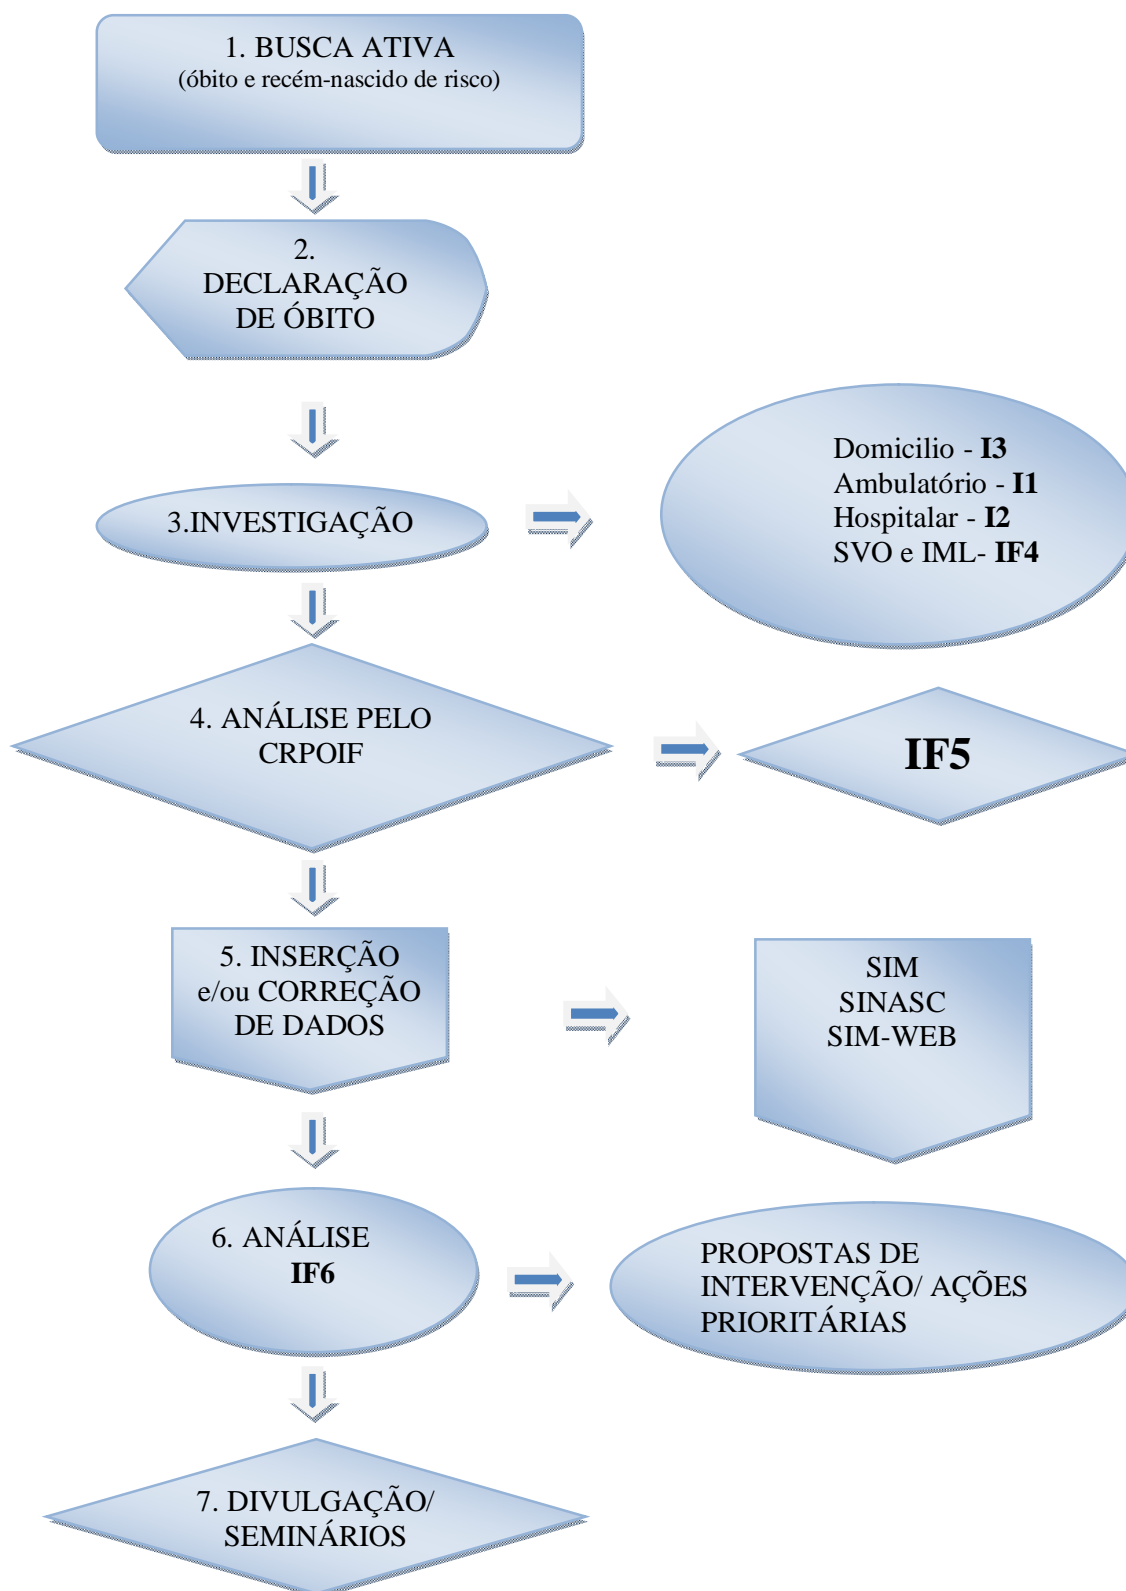 1. BUSCA ATIVA
(óbito e recém-nascido de risco)
2.
DECLARAÇÃO
DE ÓBITO
3.INVESTIGAÇÃO
Domicilio - I3
Ambulatório - I1
Hospitalar - I2
SVO e IML- IF4
4. ANÁLISE PELO
CRPOIF
IF5
5. INSERÇÃO
e/ou CORREÇÃO
DE DADOS
SIM
SINASC
SIM-WEB
6. ANÁLISE
IF6
PROPOSTAS DE
INTERVENÇÃO/ AÇÕES
PRIORITÁRIAS
7. DIVULGAÇÃO/
SEMINÁRIOS